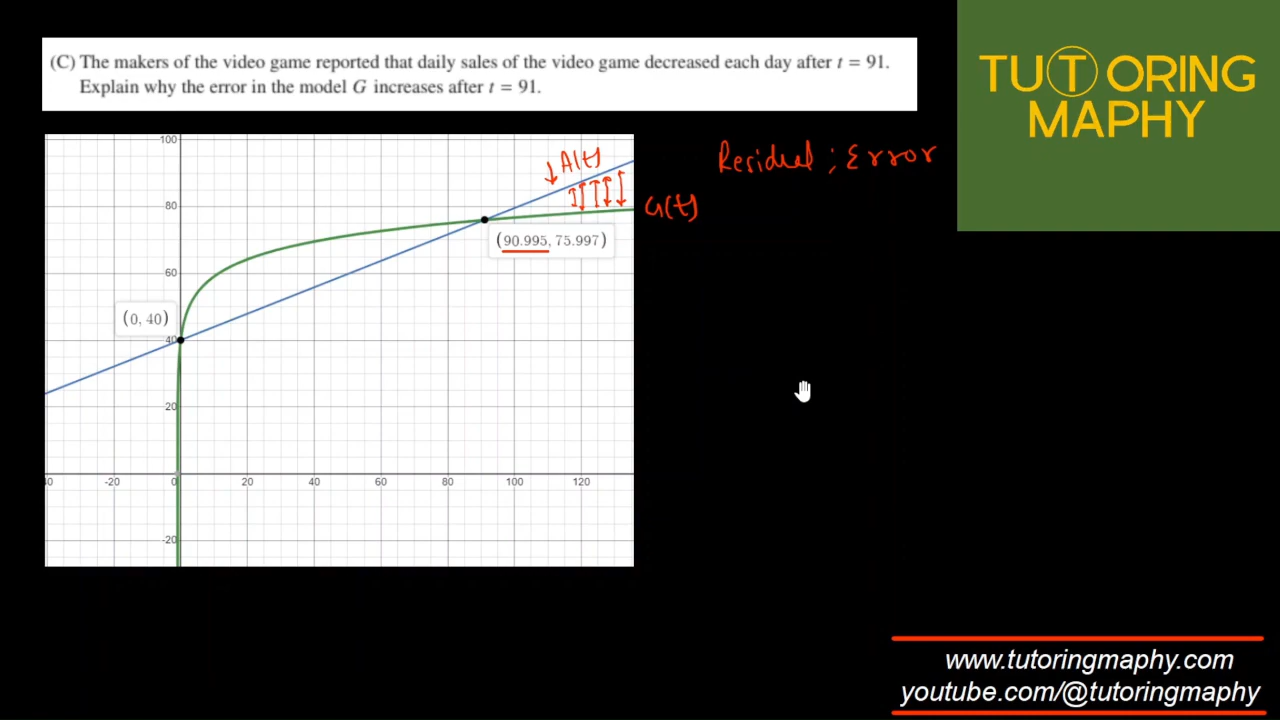 (C) The makers of the video game reported that daily sales of the video game decreased each day after t = 91.
Explain why the error in the model G increases after t = 91.
TUTORING
MAPHY
100
80
60
40
20
-20
40
-20
0
20
40
60
80
100
120
(0, 40)
(90.995, 75.997)
↓ A(t)
G(t)
Residual ; Error
www.tutoringmaphy.com
youtube.com/@tutoringmaphy